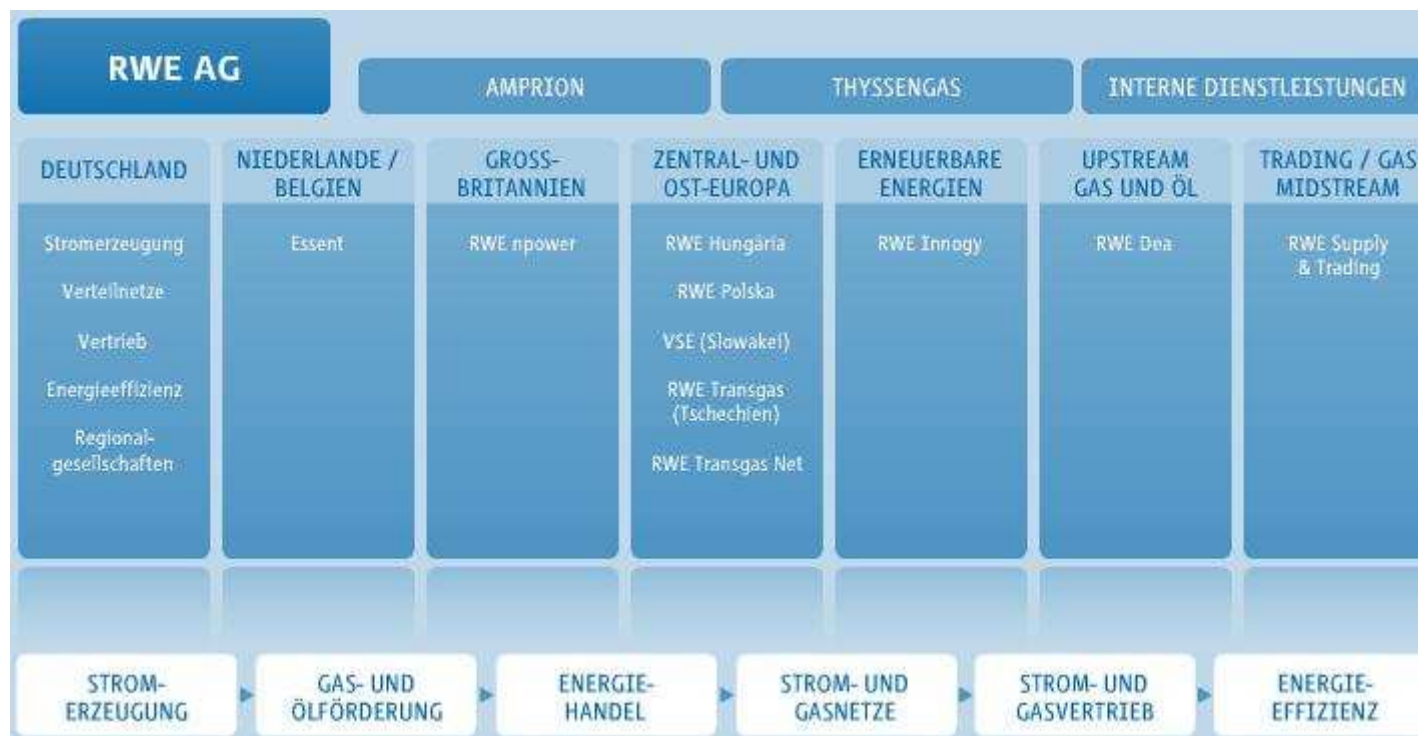 RWE AG
AMPRION
THYSSENGAS
INTERNE DIENSTLEISTUNGEN
DEUTSCHLAND
Stromerzeugung
Verteilnetze
Vertrieb
Energieeffizienz
Regional-
gesellschaften
NIEDERLANDE /
BELGIEN
Essent
GROSS-
BRITANNIEN
RWE npower
ZENTRAL- UND
OST-EUROPA
RWE Hungária
RWE Polska
VSE (Slowakei)
RWE Transgas
(Tschechien)
RWE Transgas Net
ERNEUERBARE
ENERGIEN
RWE Innogy
UPSTREAM
GAS UND ÖL
RWE Dea
TRADING / GAS
MIDSTREAM
RWE Supply
& Trading
STROM-
ERZEUGUNG
GAS- UND
ÖLFÖRDERUNG
ENERGIE-
HANDEL
STROM- UND
GASNETZE
STROM- UND
GASVERTRIEB
ENERGIE-
EFFIZIENZ